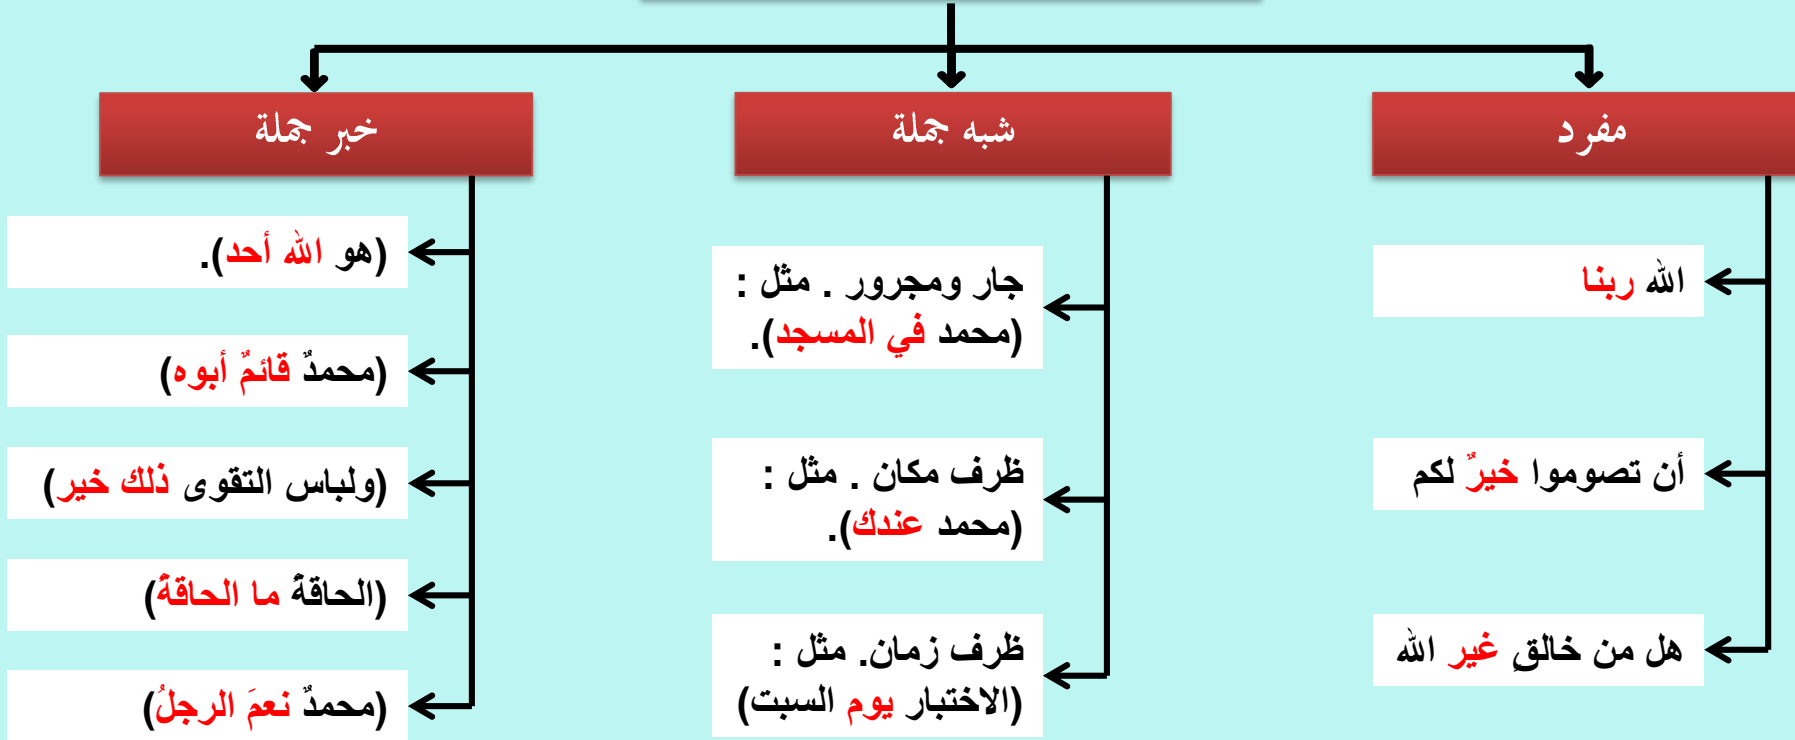 مفرد
شبه جملة
خبر جملة
الله ربنا
أن تصوموا خيرٌ لكم
هل من خالقٍ غير الله
جار ومجرور . مثل :
(محمد في المسجد).
ظرف مكان . مثل :
(محمد عندك).
ظرف زمان. مثل :
(الاختبار يوم السبت)
(هو الله أحد).
(محمدٌ قائمٌ أبوه)
(ولباس التقوى ذلك خير)
(الحاقةُ ما الحاقةُ)
(محمدٌ نعمَ الرجلُ)